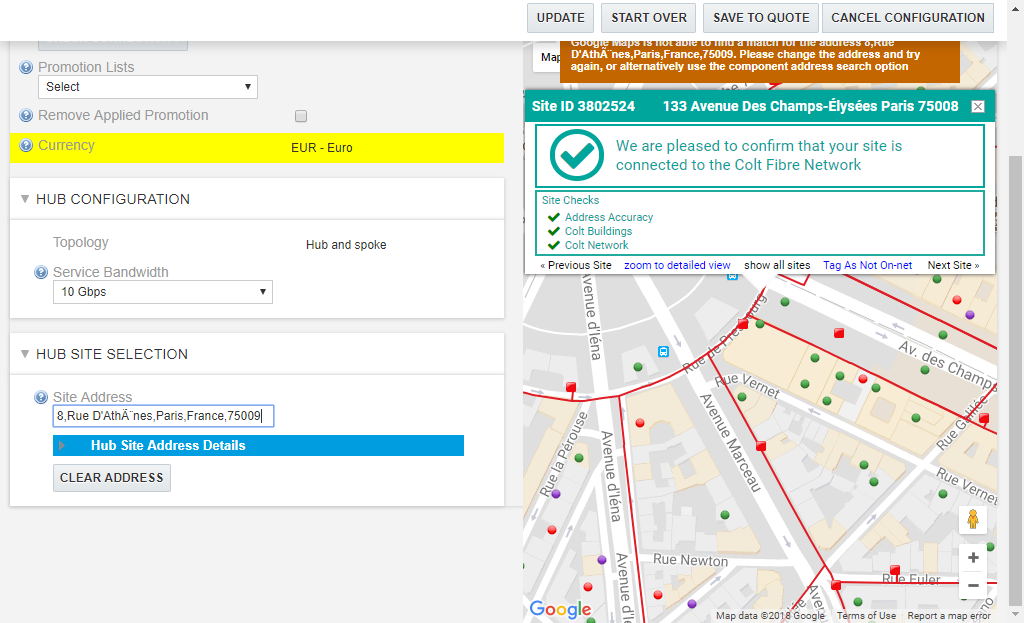 UPDATE
START OVER
SAVE TO QUOTE
CANCEL CONFIGURATION
Promotion Lists
Select
Remove Applied Promotion
Currency
EUR - Euro
HUB CONFIGURATION
Topology
Hub and spoke
Service Bandwidth
10 Gbps
HUB SITE SELECTION
Site Address
8,Rue D'AthÃ¨nes,Paris,France,75009
Hub Site Address Details
CLEAR ADDRESS
Map
Google Maps is not able to find a match for the address 8,Rue
D'AthÃ¨nes,Paris,France,75009. Please change the address and try
again, or alternatively use the component address search option
Site ID 3802524
133 Avenue Des Champs-Élysées Paris 75008
We are pleased to confirm that your site is
connected to the Colt Fibre Network
Site Checks
Address Accuracy
Colt Buildings
Colt Network
« Previous Site
zoom to detailed view
show all sites
Tag As Not On-net
Next Site »
Avenue d'Iéna
Rue de Presbourg
Av. des Champs
Rue Vernet
Rue Galilée
Avenue Marceau
Rue la Pérouse
Avenue d'Iéna
Rue Vernet
Rue Newton
Avenue d'
Rue Euler
Aven
Google
Map data ©2018 Google
Terms of Use
Report a map error